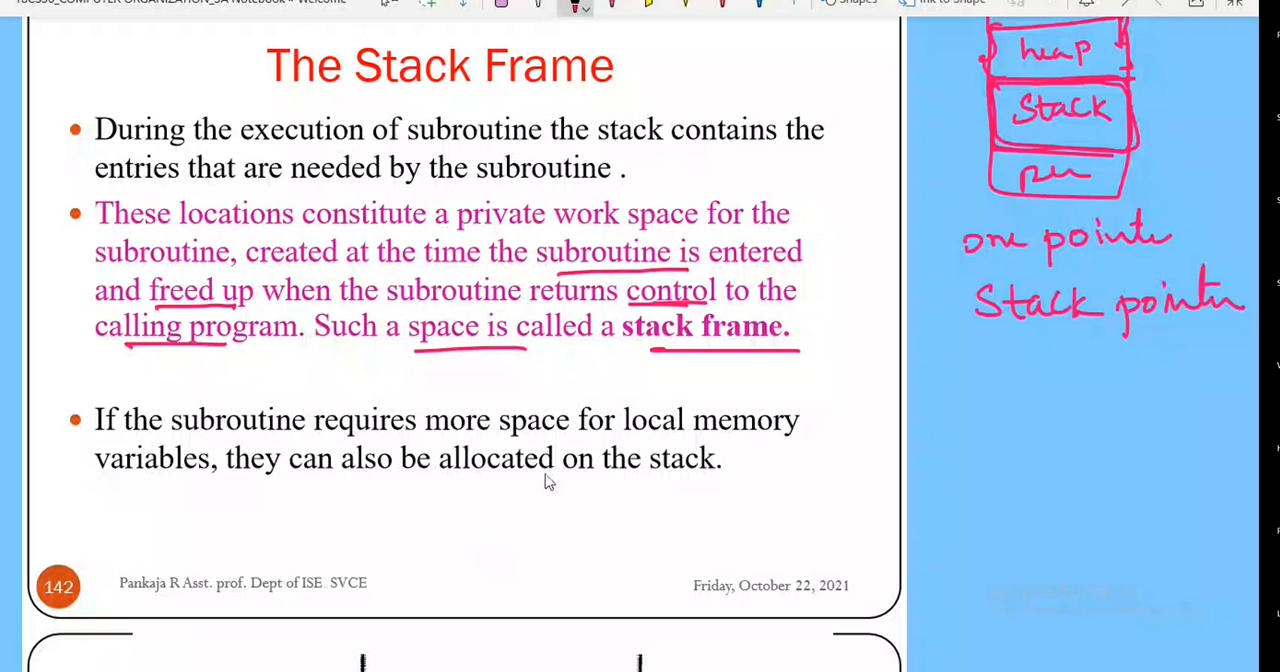 The Stack Frame
• During the execution of subroutine the stack contains the
entries that are needed by the subroutine .
• These locations constitute a private work space for the
subroutine, created at the time the subroutine is entered
and freed up when the subroutine returns control to the
calling program. Such a space is called a stack frame.
• If the subroutine requires more space for local memory
variables, they can also be allocated on the stack.
142
Pankaja R Asst. prof. Dept of ISE SVCE
Friday, October 22, 2021
heap
Stack
one pointer
Stack pointer